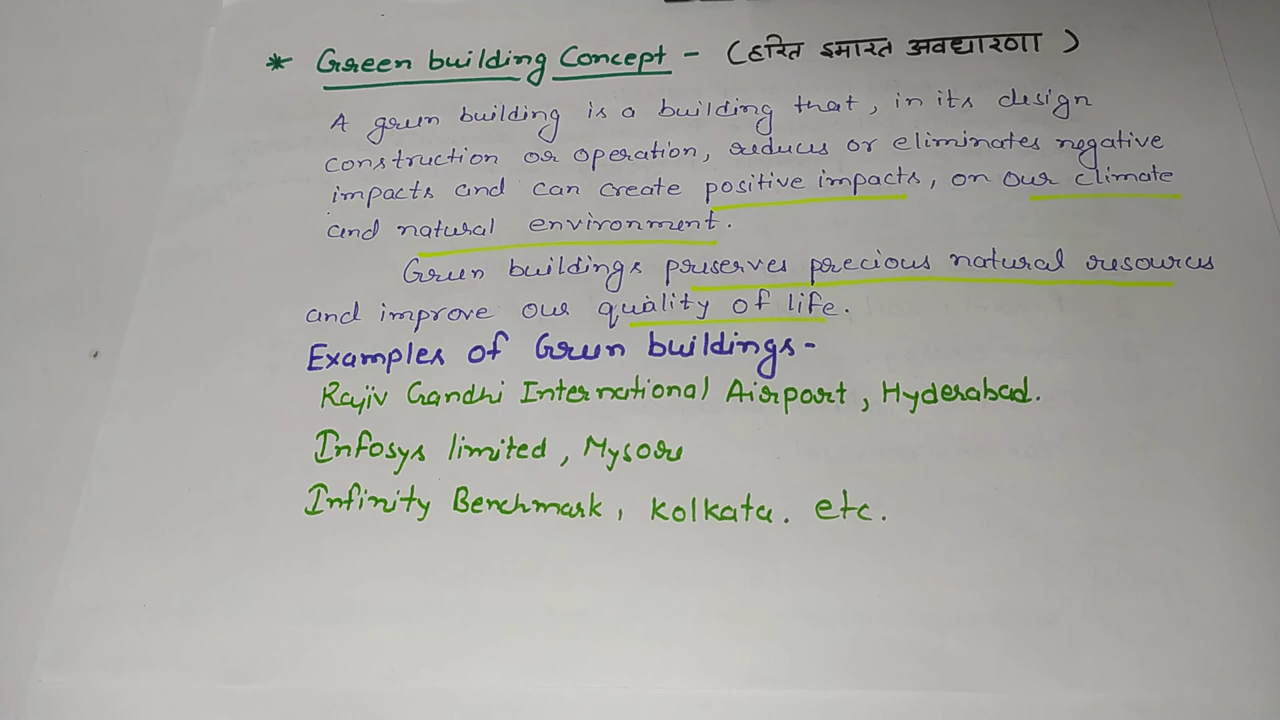 * Green building Concept - (हरित इमारत अवधारणा )
A green building is a building that, in its design
construction or operation, reduces or eliminates negative
impacts and can create positive impacts, on our climate
and natural environment.
Green buildings preserves precious natural resources
and improve our quality of life.
Examples of Green buildings-
Rajiv Gandhi International Airport, Hyderabad.
Infosys limited, Mysore
Infinity Benchmark, Kolkata. etc.